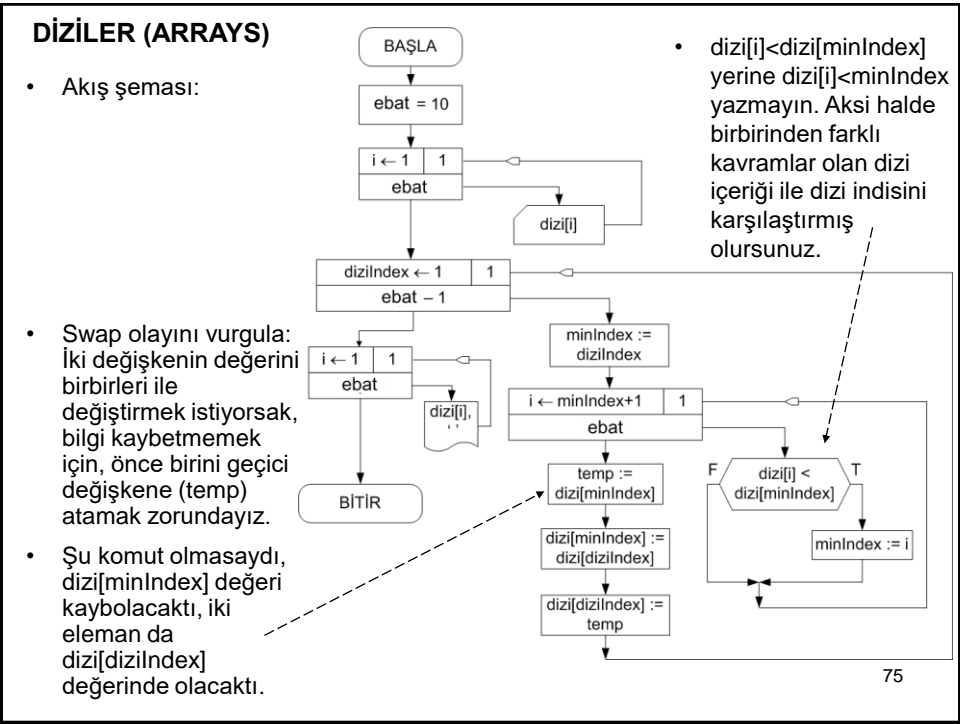 DİZİLER (ARRAYS)
• Akış şeması:
• Swap olayını vurgula:
İki değişkenin değerini
birbirleri ile
değiştirmek istiyorsak,
bilgi kaybetmemek
için, önce birini geçici
değişkene (temp)
atamak zorundayız.
• Şu komut olmasaydı,
dizi[minIndex] değeri
kaybolacaktı, iki
eleman da
dizi[diziIndex]
değerinde olacaktı.
BAŞLA
ebat = 10
i ← 1 1
ebat
dizi[i]
diziIndex ← 1 1
ebat – 1
i ← 1 1
ebat
dizi[i],
‘ ’
BİTİR
minIndex :=
diziIndex
i ← minIndex+1 1
ebat
F dizi[i] < T
dizi[minIndex]
minIndex := i
temp :=
dizi[minIndex]
dizi[minIndex] :=
dizi[diziIndex]
dizi[diziIndex] :=
temp
• dizi[i]<dizi[minIndex]
yerine dizi[i]<minIndex
yazmayın. Aksi halde
birbirinden farklı
kavramlar olan dizi
içeriği ile dizi indisini
karşılaştırmış
olursunuz.
75